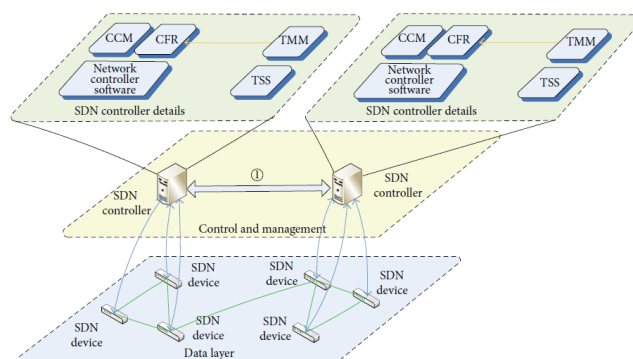 CCM
CFR
TMM
Network
controller
software
TSS
SDN controller details
CCM
CFR
TMM
Network
controller
software
TSS
SDN controller details
①
SDN
controller
SDN
controller
Control and management
SDN
device
SDN
device
SDN
device
SDN
device
SDN
device
SDN
device
Data layer